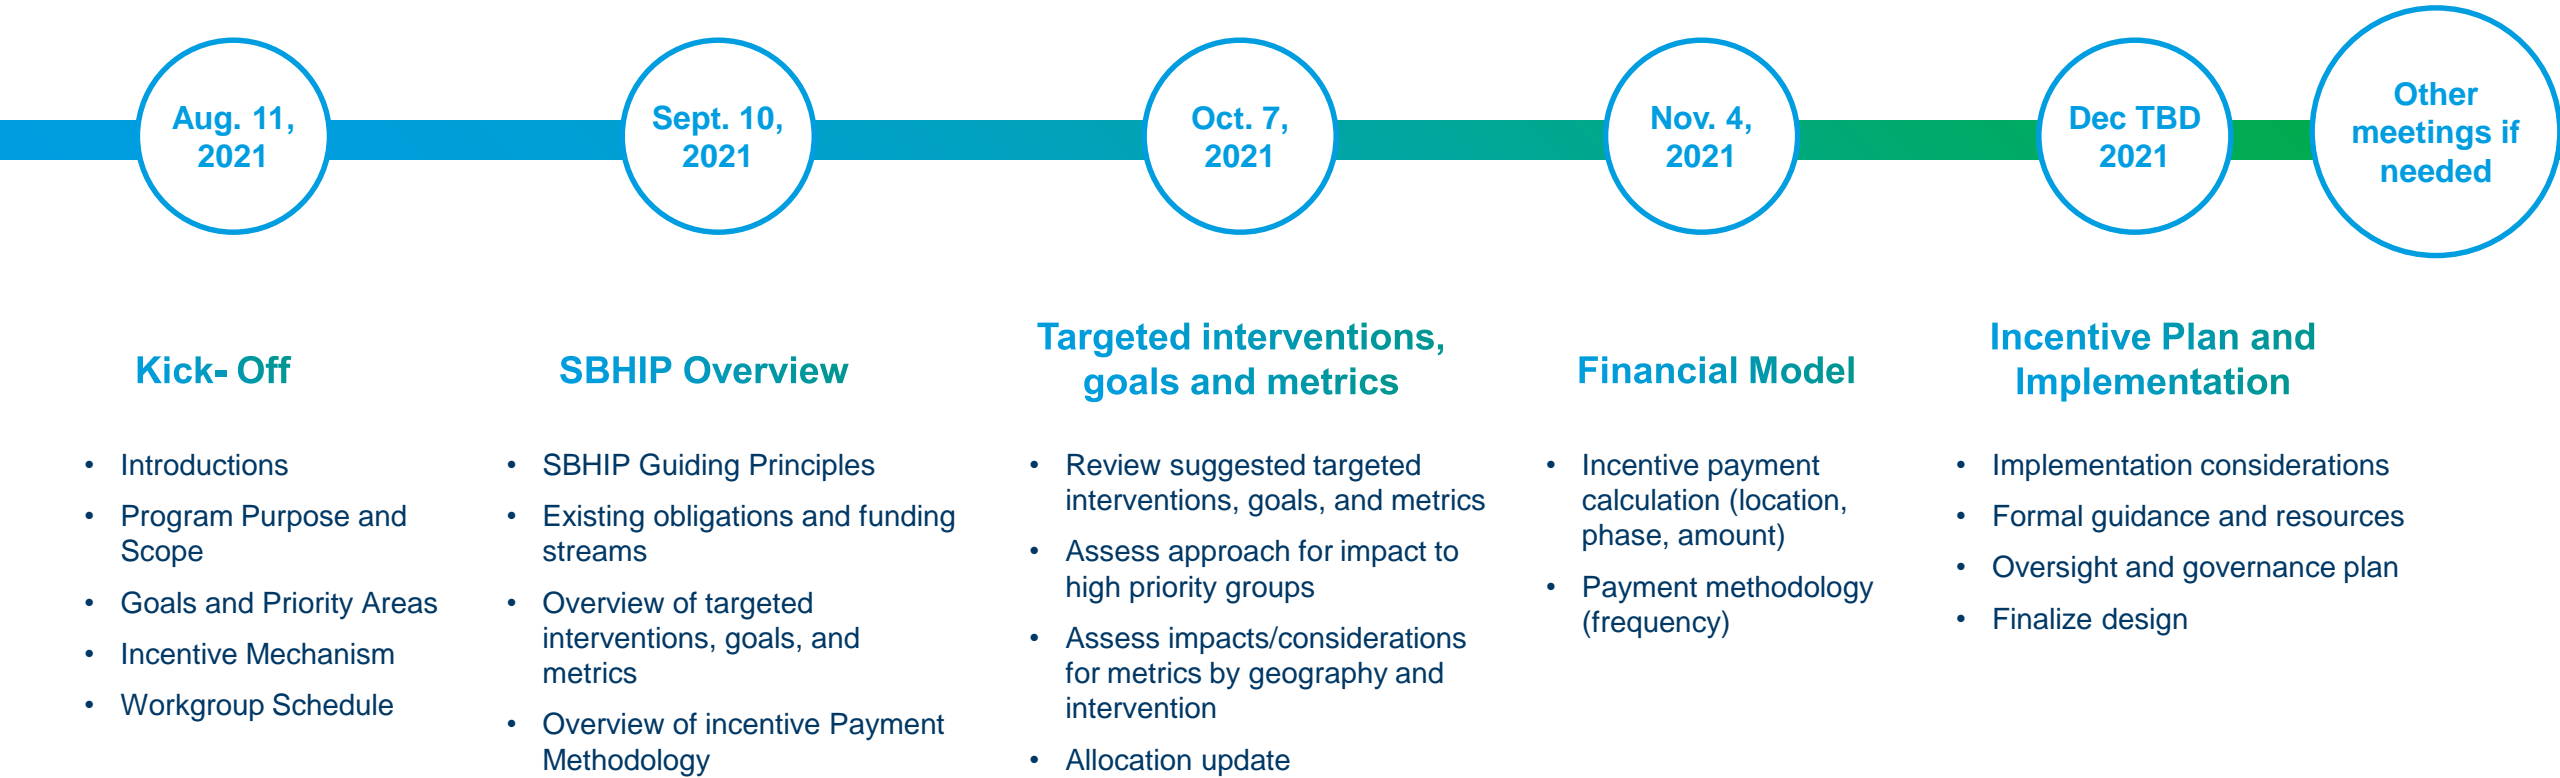 Aug. 11,
2021
Sept. 10,
2021
Oct. 7,
2021
Nov. 4,
2021
Dec TBD
2021
Other
meetings if
needed
Kick- Off
• Introductions
• Program Purpose and
Scope
• Goals and Priority Areas
• Incentive Mechanism
• Workgroup Schedule
SBHIP Overview
• SBHIP Guiding Principles
• Existing obligations and funding
streams
• Overview of targeted
interventions, goals, and
metrics
• Overview of incentive Payment
Methodology
Targeted interventions,
goals and metrics
• Review suggested targeted
interventions, goals, and metrics
• Assess approach for impact to
high priority groups
• Assess impacts/considerations
for metrics by geography and
intervention
• Allocation update
Financial Model
• Incentive payment
calculation (location,
phase, amount)
• Payment methodology
(frequency)
Incentive Plan and
Implementation
• Implementation considerations
• Formal guidance and resources
• Oversight and governance plan
• Finalize design